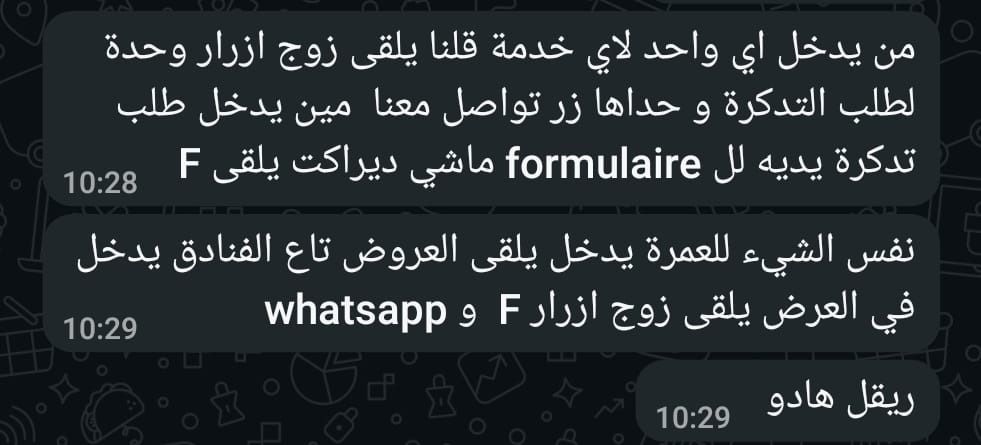 من يدخل اي واحد لاي خدمة قلنا يلقى زوج ازرار وحدة
لطلب التدكرة و حداها زر تواصل معنا مين يدخل طلب
تدكرة يديه لل formulaire ماشي ديراكت يلقى F
10:28
نفس الشيء للعمرة يدخل يلقى العروض تاع الفنادق يدخل
في العرض يلقى زوج ازرار F و whatsapp
10:29
ريقل هادو
10:29